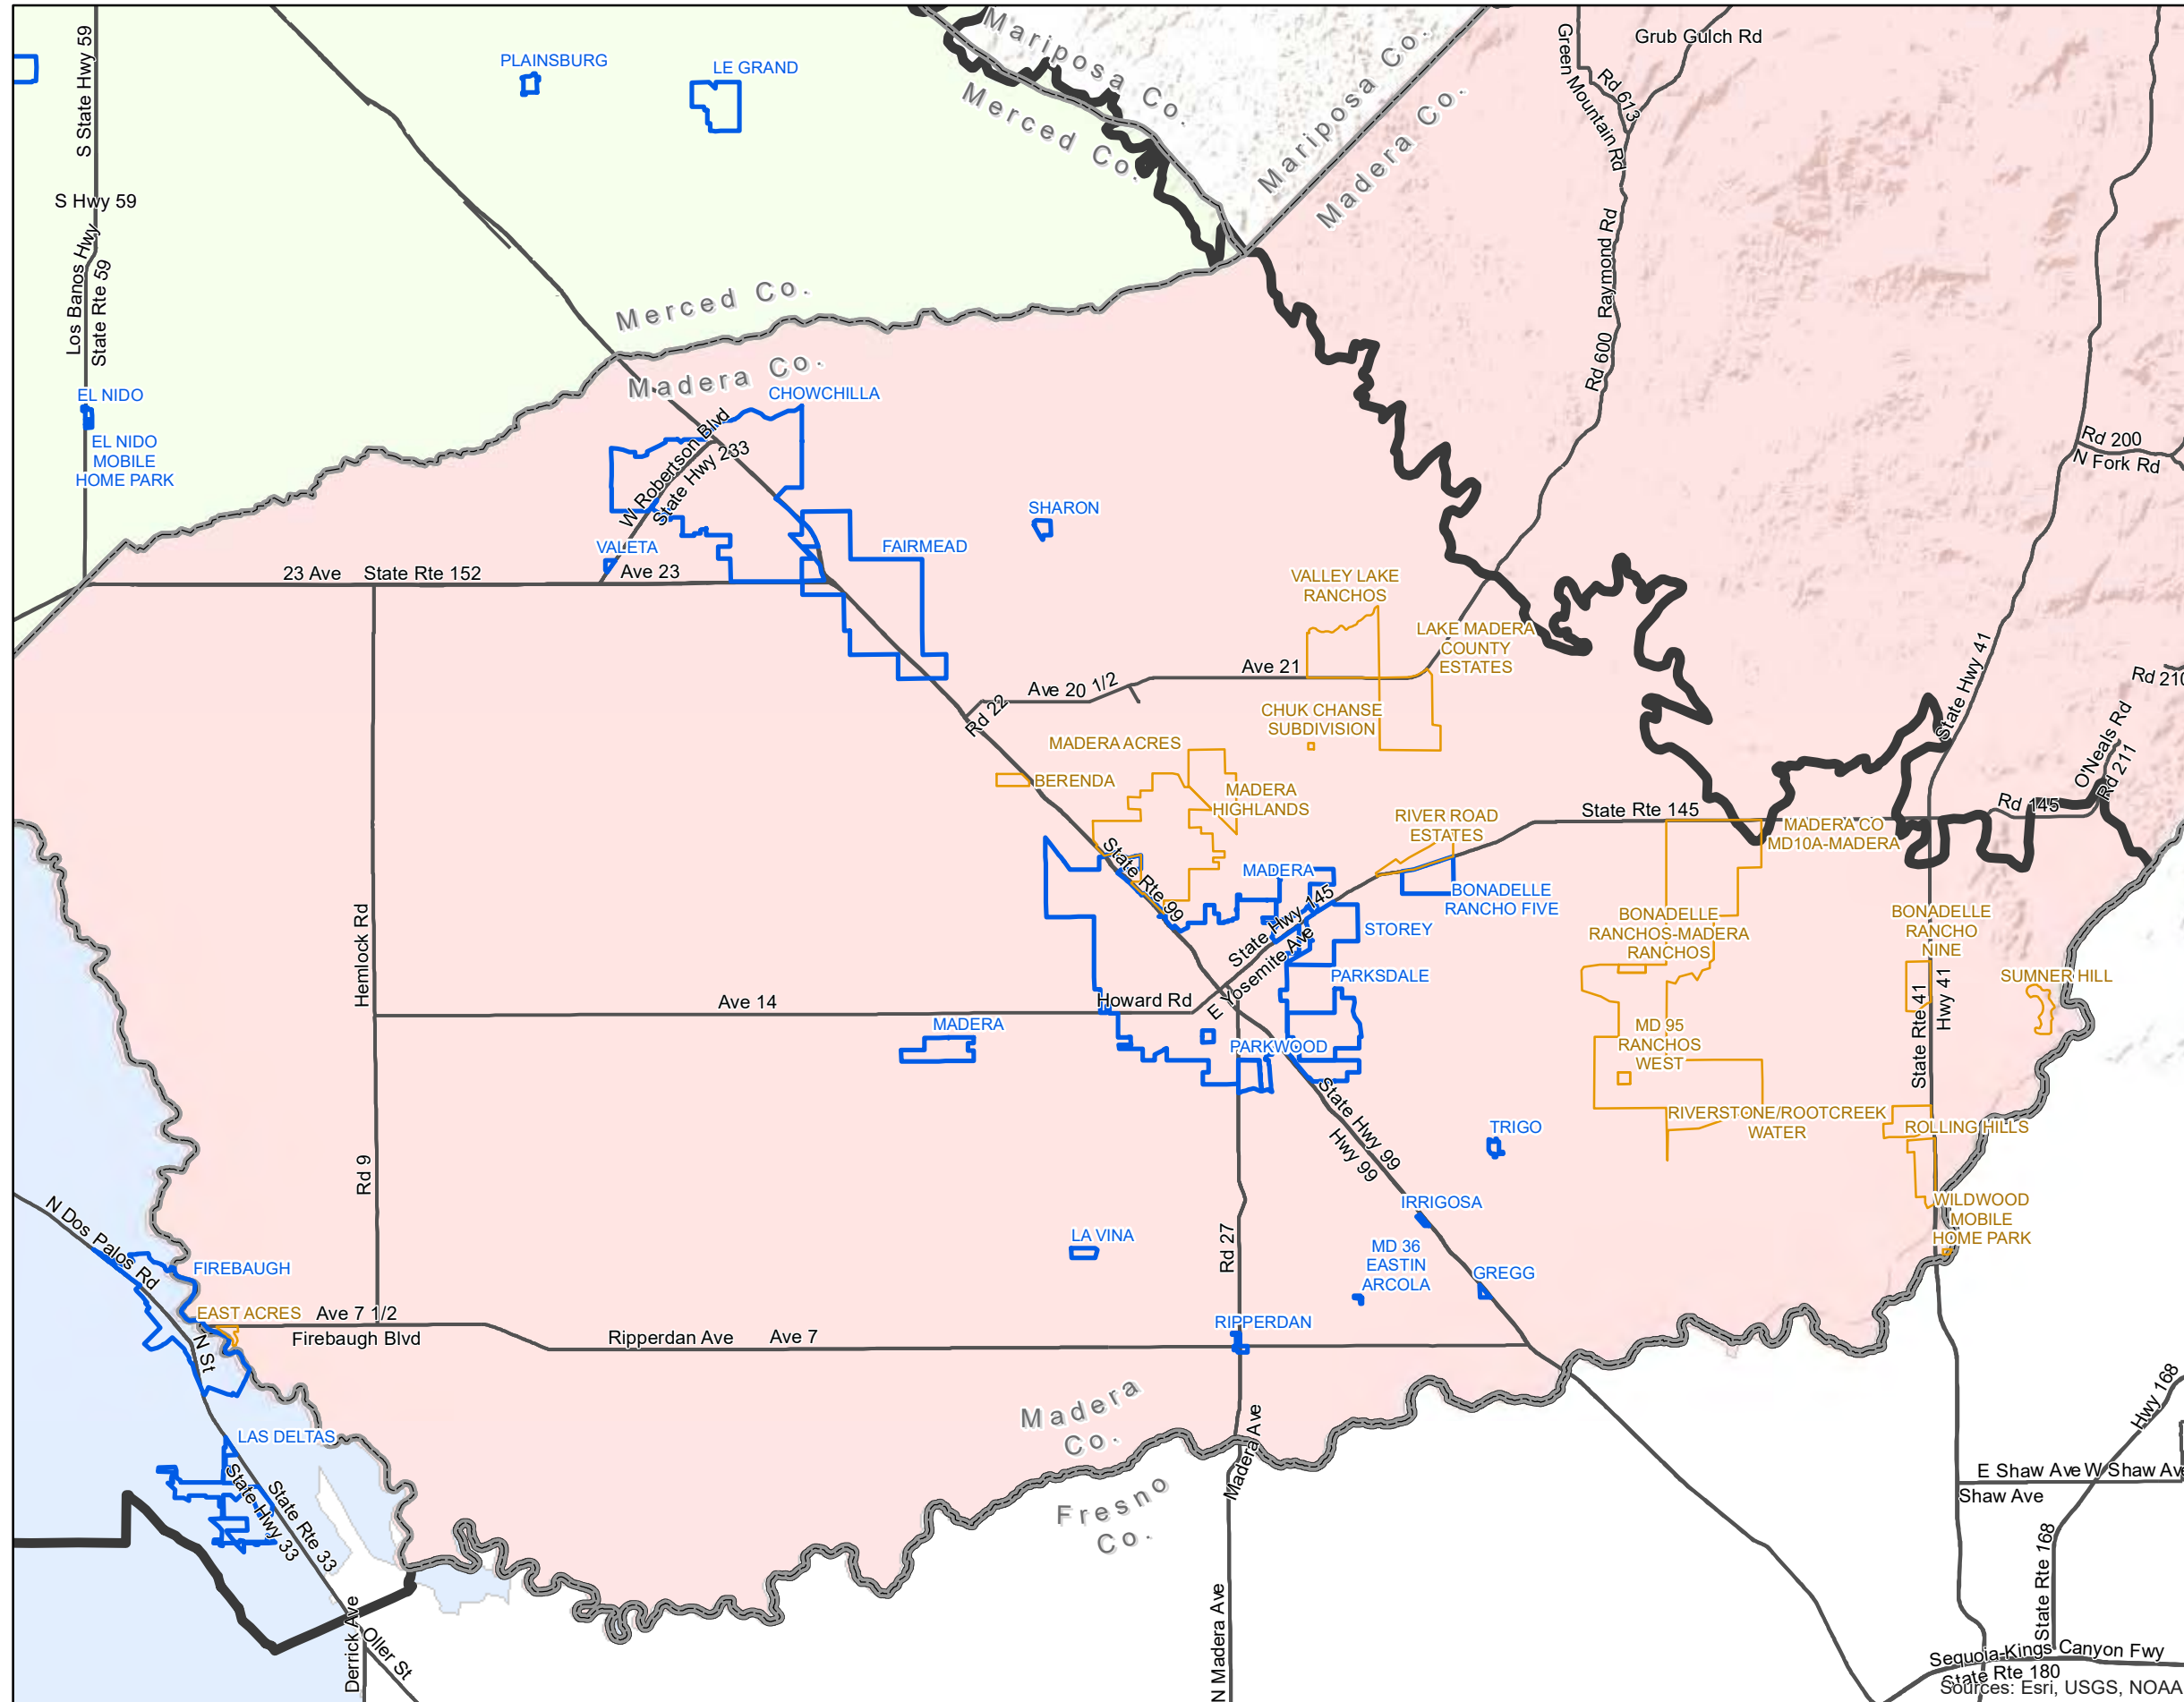 S State Hwy 59
PLAINSBURG
LE GRAND
Mariposa Co.
Merced Co.
Mariposa Co.
Madera Co.
Green Mountain Rd
Rd 613
Grub Gulch Rd
S Hwy 59
Los Banos Hwy
State Rte 59
Raymond Rd
Rd 600
Merced Co.
Madera Co.
EL NIDO
EL NIDO
MOBILE
HOME PARK
CHOWCHILLA
W Robertson Blvd
State Hwy 233
Rd 200
N Fork Rd
SHARON
VALETA
FAIRMEAD
23 Ave
State Rte 152
Ave 23
VALLEY LAKE
RANCHOS
LAKE MADERA
COUNTY
ESTATES
Ave 21
Ave 20 1/2
Rd 22
State Hwy 41
Rd 210
CHUK CHANSE
SUBDIVISION
MADERA ACRES
BERENDA
MADERA
HIGHLANDS
RIVER ROAD
ESTATES
State Rte 145
O'Neals Rd
Rd 211
Rd 145
MADERA CO
MD10A-MADERA
State Rte 99
MADERA
State Hwy 145
E Yosemite Ave
BONADELLE
RANCHO FIVE
STOREY
BONADELLE
RANCHOS-MADERA
RANCHOS
BONADELLE
RANCHO
NINE
SUMNER HILL
PARKSDALE
Hemlock Rd
Ave 14
Howard Rd
MADERA
PARKWOOD
MD 95
RANCHOS
WEST
State Rte 41
Hwy 41
State Hwy 99
Hwy 99
TRIGO
RIVERSTONE/ROOTCREEK
WATER
ROLLING HILLS
Rd 9
N Dos Palos Rd
IRRIGOSA
WILDWOOD
MOBILE
HOME PARK
LA VINA
Rd 27
MD 36
EASTIN
ARCOLA
GREGG
FIREBAUGH
EAST ACRES
Ave 7 1/2
Firebaugh Blvd
N St
Ripperdan Ave
Ave 7
RIPPERDAN
Madera
Co.
Madera Ave
Fresno
Co.
LAS DELTAS
State Hwy 33
State Rte 33
Hwy 168
E Shaw Ave
W Shaw Ave
Shaw Ave
State Rte 168
Derrick Ave
Oller St
N Madera Ave
Sequoia-Kings Canyon Fwy
State Rte 180
Sources: Esri, USGS, NOAA